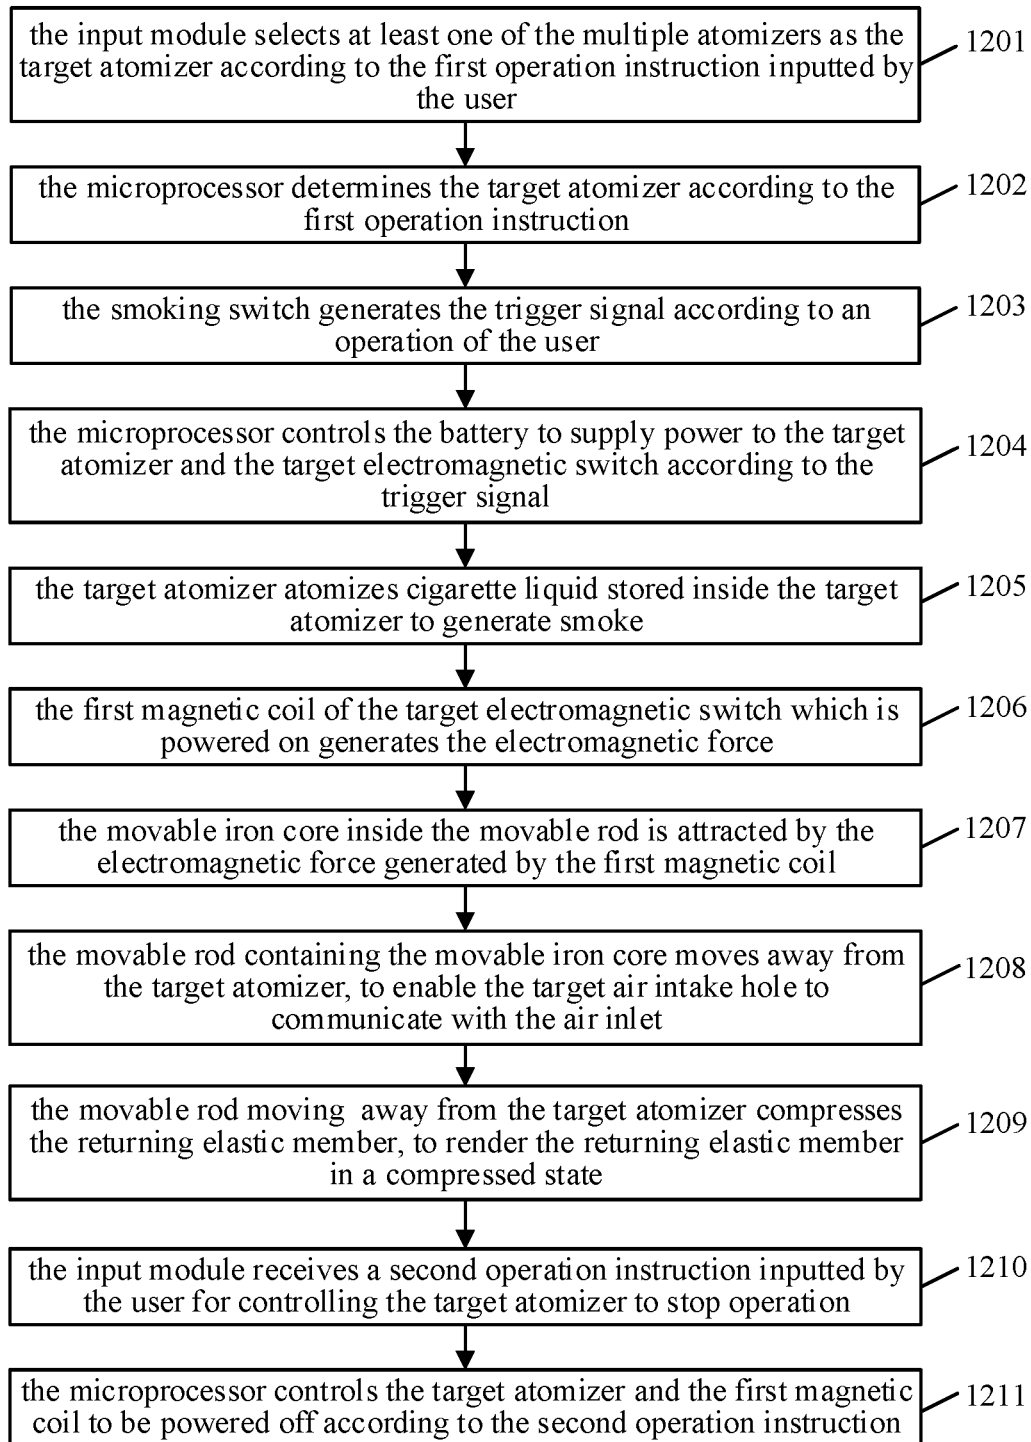 the input module selects at least one of the multiple atomizers as the
target atomizer according to the first operation instruction inputted by
the user
1201
the microprocessor determines the target atomizer according to the
first operation instruction
1202
the smoking switch generates the trigger signal according to an
operation of the user
1203
the microprocessor controls the battery to supply power to the target
atomizer and the target electromagnetic switch according to the
trigger signal
1204
the target atomizer atomizes cigarette liquid stored inside the target
atomizer to generate smoke
1205
the first magnetic coil of the target electromagnetic switch which is
powered on generates the electromagnetic force
1206
the movable iron core inside the movable rod is attracted by the
electromagnetic force generated by the first magnetic coil
1207
the movable rod containing the movable iron core moves away from
the target atomizer, to enable the target air intake hole to
communicate with the air inlet
1208
the movable rod moving away from the target atomizer compresses
the returning elastic member, to render the returning elastic member
in a compressed state
1209
the input module receives a second operation instruction inputted by
the user for controlling the target atomizer to stop operation
1210
the microprocessor controls the target atomizer and the first magnetic
coil to be powered off according to the second operation instruction
1211